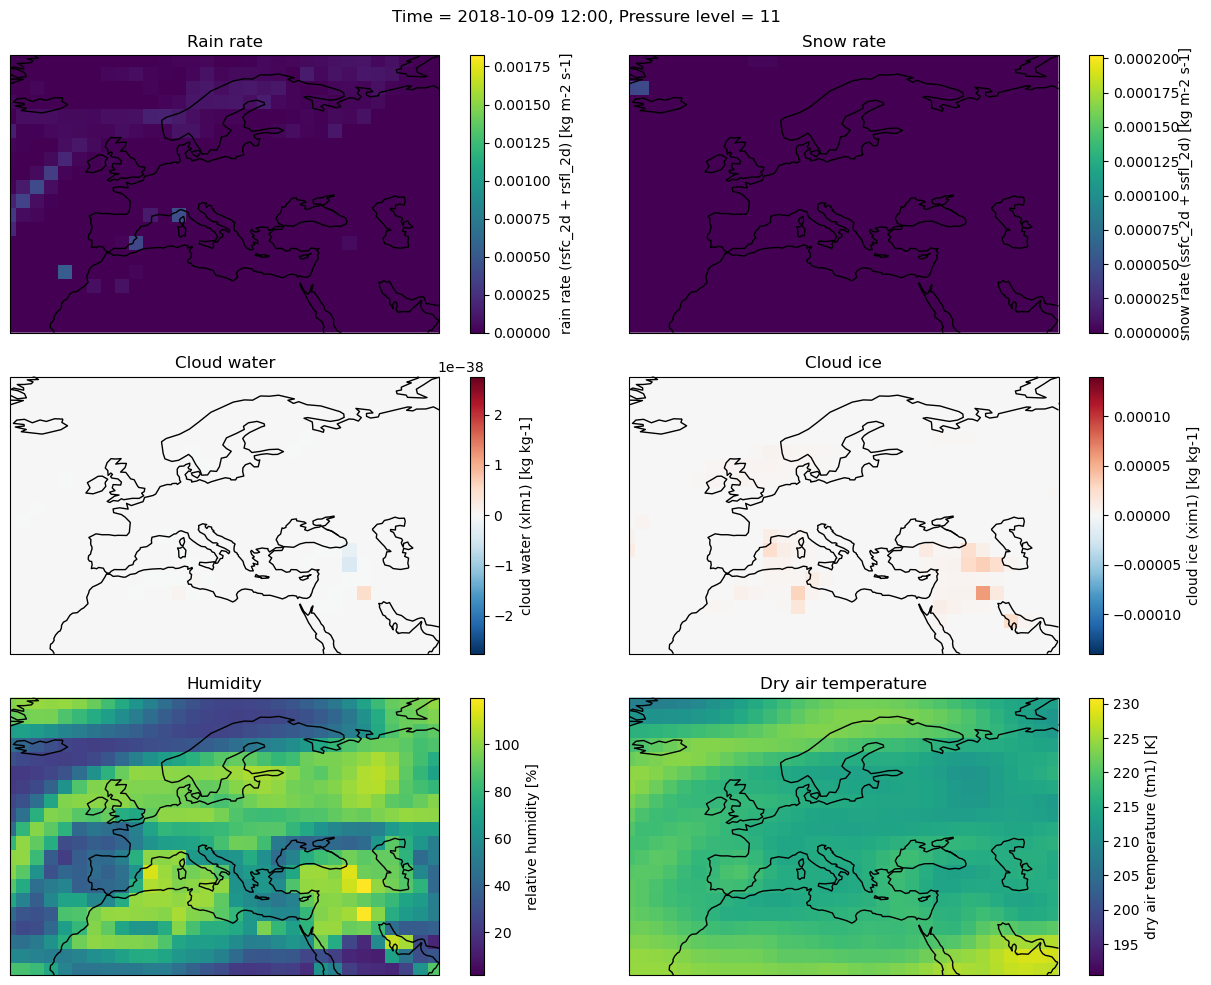 Time = 2018-10-09 12:00, Pressure level = 11
Rain rate
0.00175
0.00150
0.00125
0.00100
0.00075
0.00050
0.00025
0.00000
rain rate (rsfc_2d + rsfl_2d) [kg m-2 s-1]
Snow rate
0.000200
0.000175
0.000150
0.000125
0.000100
0.000075
0.000050
0.000025
0.000000
snow rate (ssfc_2d + ssfl_2d) [kg m-2 s-1]
Cloud water
1e−38
2
1
0
−1
−2
cloud water (xlm1) [kg kg-1]
Cloud ice
0.00010
0.00005
0.00000
−0.00005
−0.00010
cloud ice (xim1) [kg kg-1]
Humidity
100
80
60
40
20
relative humidity [%]
Dry air temperature
230
225
220
215
210
205
200
195
dry air temperature (tm1) [K]